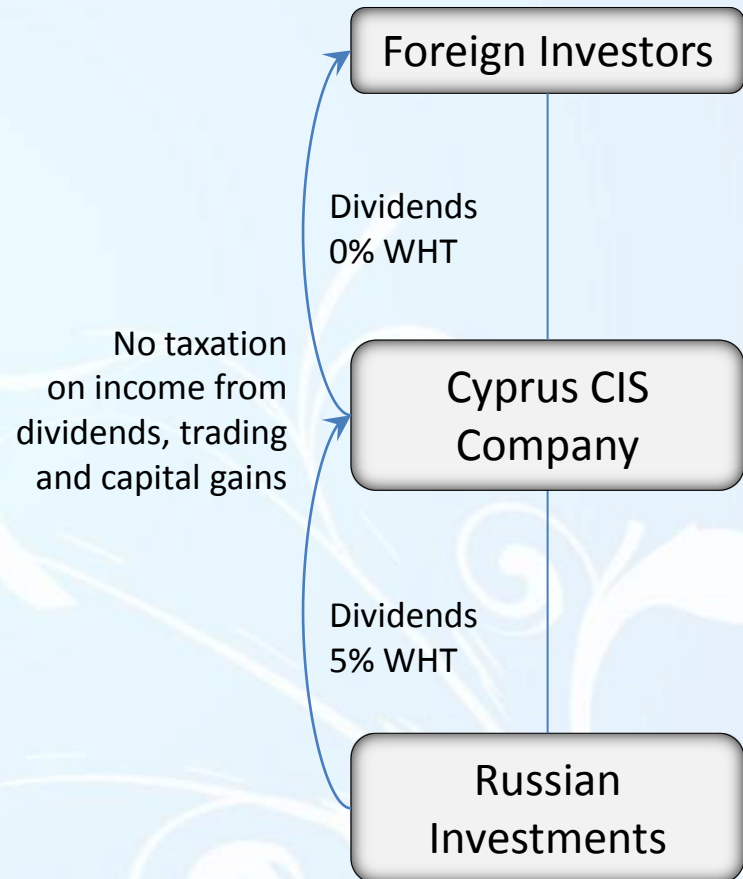 Foreign Investors
Dividends
0% WHT
No taxation
on income from
dividends, trading
and capital gains
Cyprus CIS
Company
Dividends
5% WHT
Russian
Investments